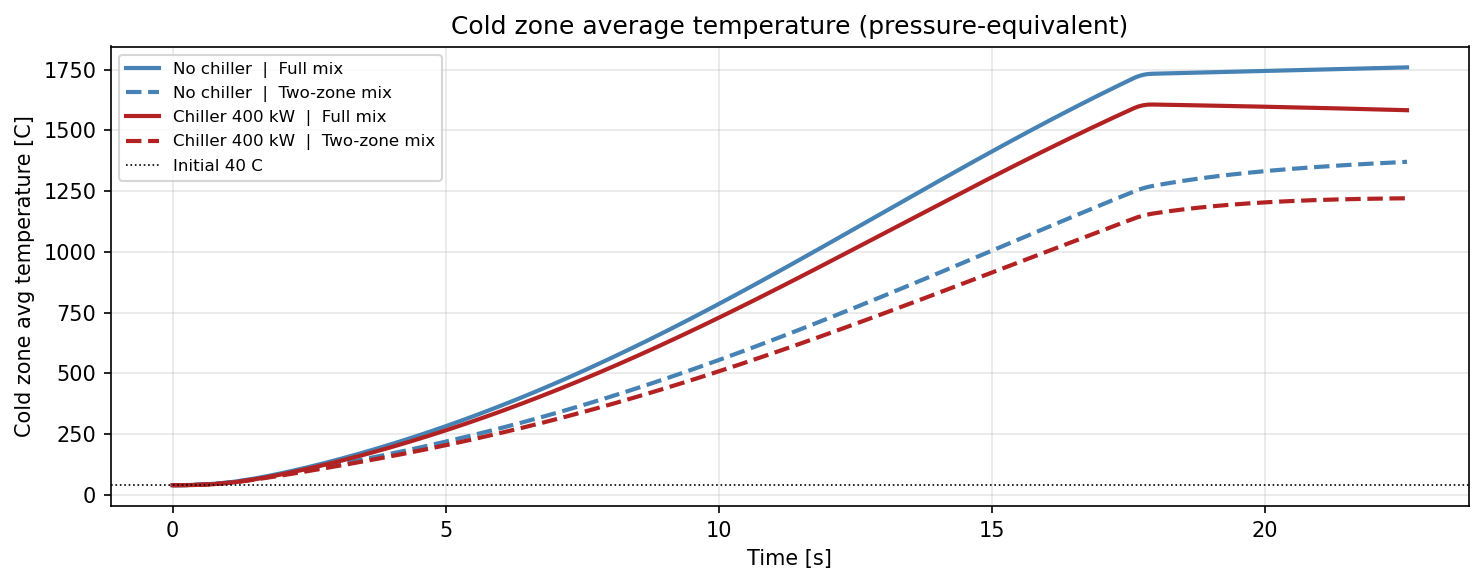 Cold zone average temperature (pressure-equivalent)
Cold zone avg temperature [C]
1750
1500
1250
1000
750
500
250
0
No chiller | Full mix
No chiller | Two-zone mix
Chiller 400 kW | Full mix
Chiller 400 kW | Two-zone mix
Initial 40 C
0 5 10 15 20
Time [s]